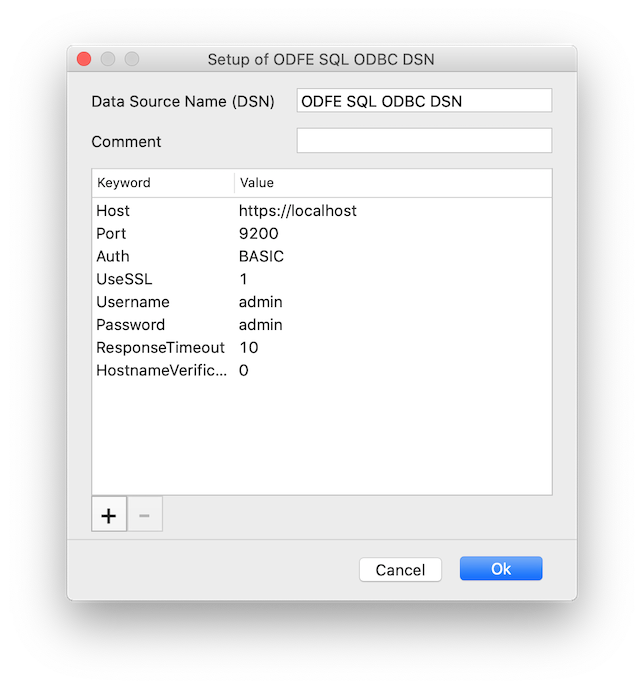 Setup of ODFE SQL ODBC DSN
Data Source Name (DSN) ODFE SQL ODBC DSN
Comment
Keyword Value
Host https://localhost
Port 9200
Auth BASIC
UseSSL 1
Username admin
Password admin
ResponseTimeout 10
HostnameVerific... 0
+ −
Cancel Ok